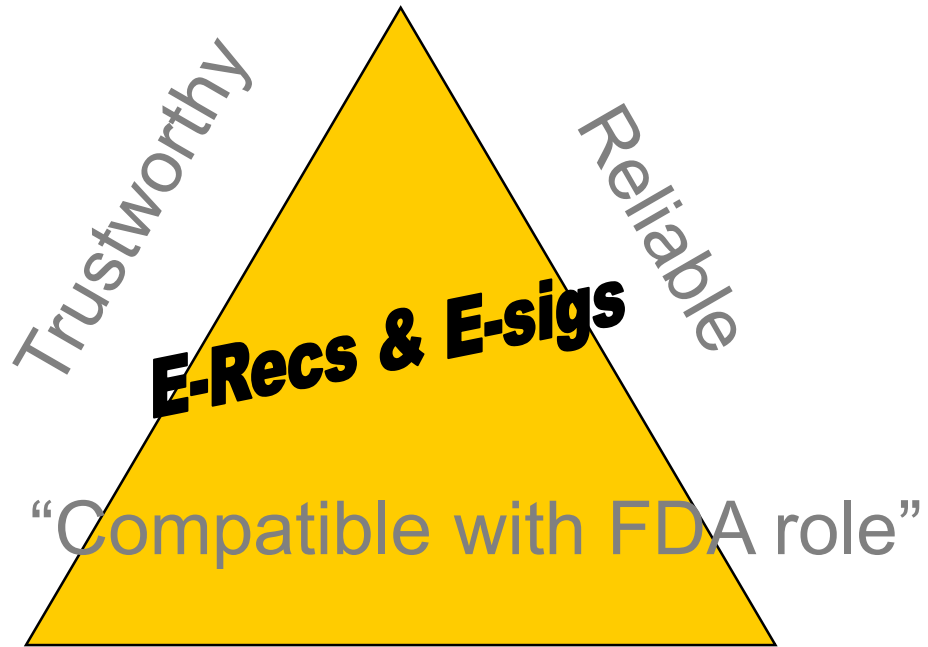 Trustworthy
Reliable
E-Recs & E-sigs
“Compatible with FDA role”